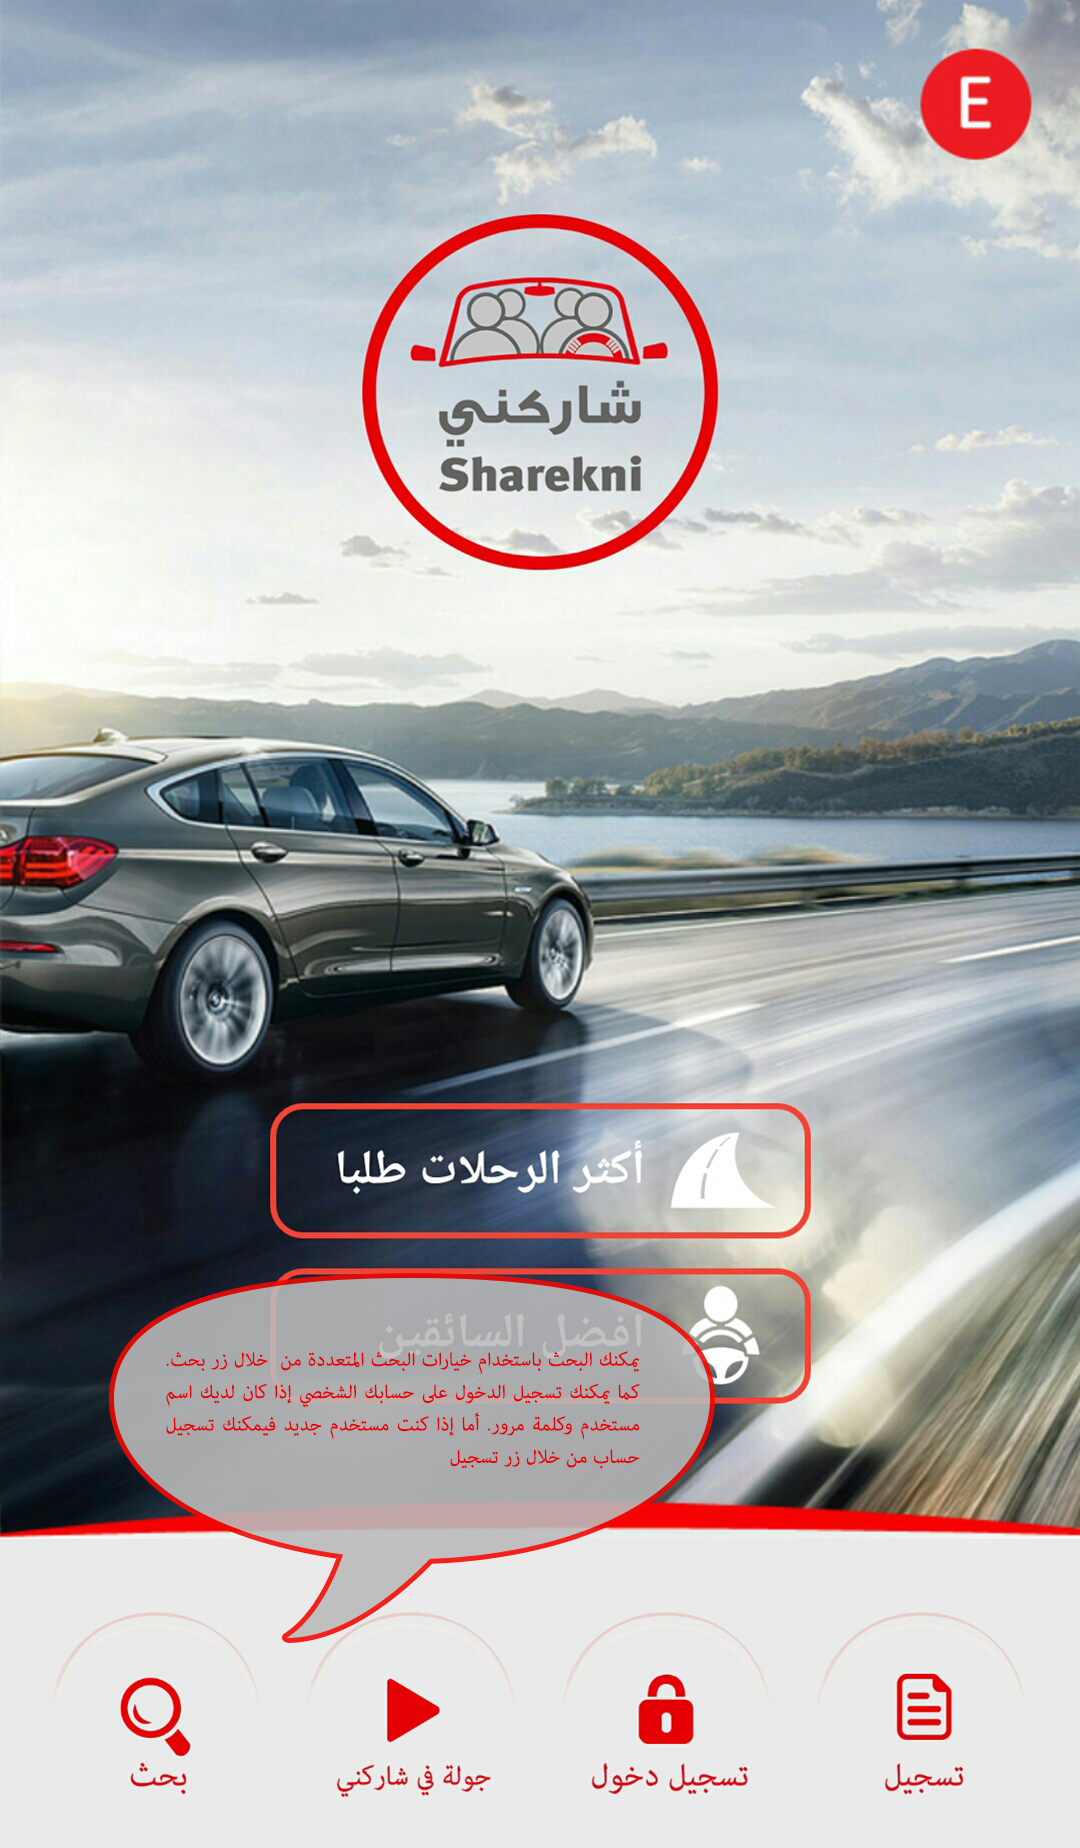 E
شاركني
Sharekni
أكثر الرحلات طلبا
افضل السائقين
يمكنك البحث باستخدام خيارات البحث المتعددة من خلال زر بحث.
كما يمكنك تسجيل الدخول على حسابك الشخصي إذا كان لديك اسم
مستخدم وكلمة مرور. أما إذا كنت مستخدم جديد فيمكنك تسجيل
حساب من خلال زر تسجيل
تسجيل
تسجيل دخول
جولة في شاركني
بحث